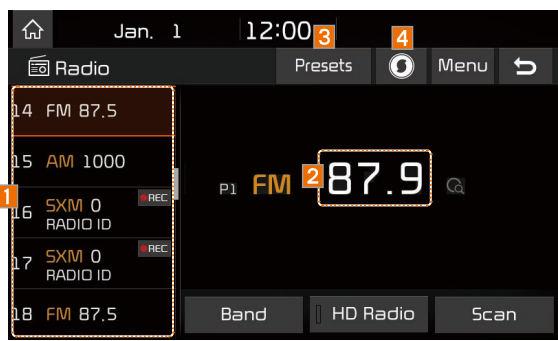 Jan. 1 12:00
3
4
Radio Presets Menu
14 FM 87.5
15 AM 1000
1
16 SXM 0 REC
RADIO ID
17 SXM 0 REC
RADIO ID
18 FM 87.5
P1 FM 2 87.9
Band HD Radio Scan